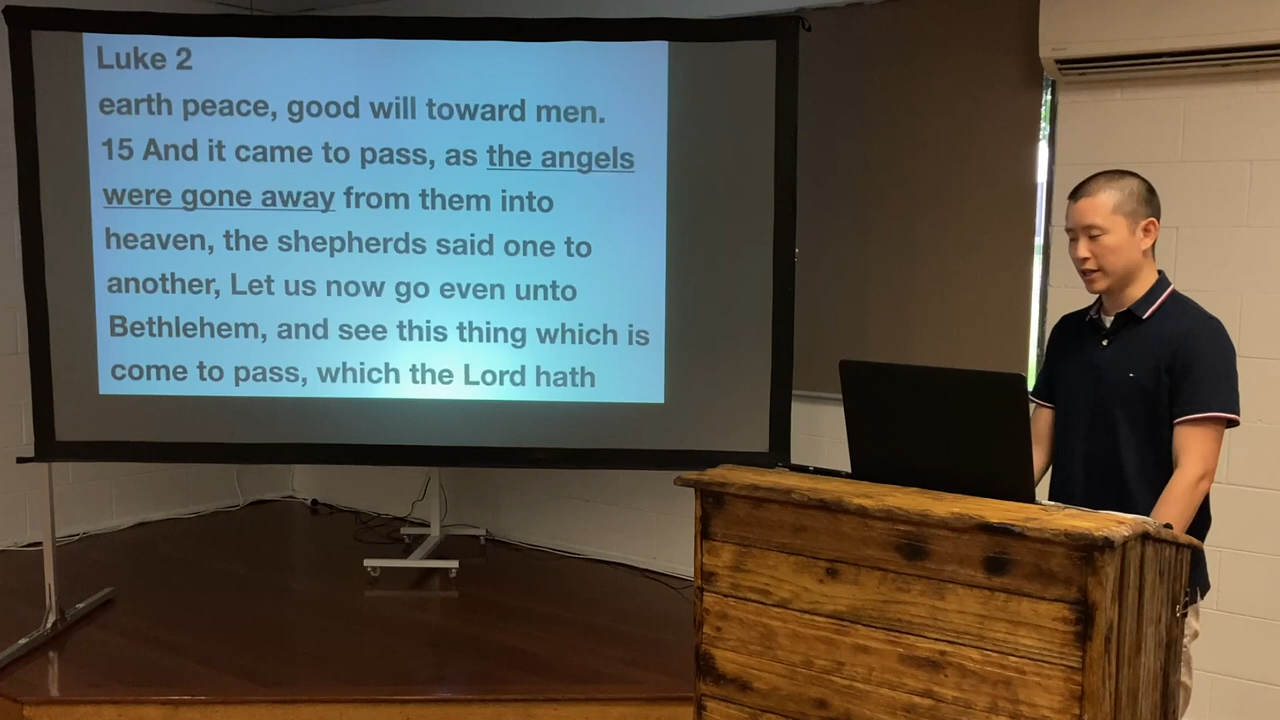 Luke 2
earth peace, good will toward men.
15 And it came to pass, as the angels
were gone away from them into
heaven, the shepherds said one to
another, Let us now go even unto
Bethlehem, and see this thing which is
come to pass, which the Lord hath